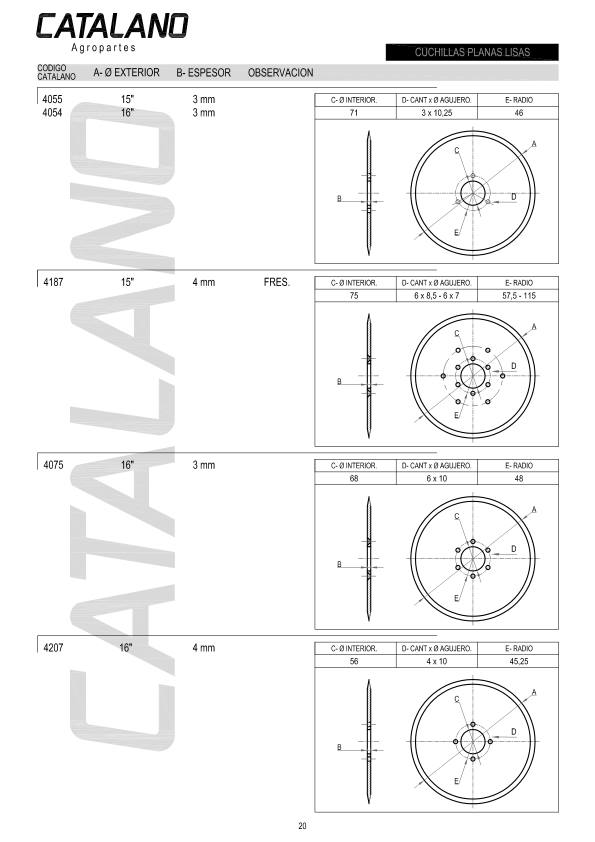 CATALANO
Agropartes
CUCHILLAS PLANAS LISAS
CODIGO CATALANO A- Ø EXTERIOR B- ESPESOR OBSERVACION
4055 15" 3 mm
4054 16" 3 mm
C- Ø INTERIOR. D- CANT x Ø AGUJERO. E- RADIO
71 3 x 10,25 46
A
C
B
D
E
4187 15" 4 mm FRES.
C- Ø INTERIOR. D- CANT x Ø AGUJERO. E- RADIO
75 6 x 8,5 - 6 x 7 57,5 - 115
A
C
D
B
E
4075 16" 3 mm
C- Ø INTERIOR. D- CANT x Ø AGUJERO. E- RADIO
68 6 x 10 48
A
C
D
B
E
4207 16" 4 mm
C- Ø INTERIOR. D- CANT x Ø AGUJERO. E- RADIO
56 4 x 10 45,25
A
C
D
B
E
CATALANO
20